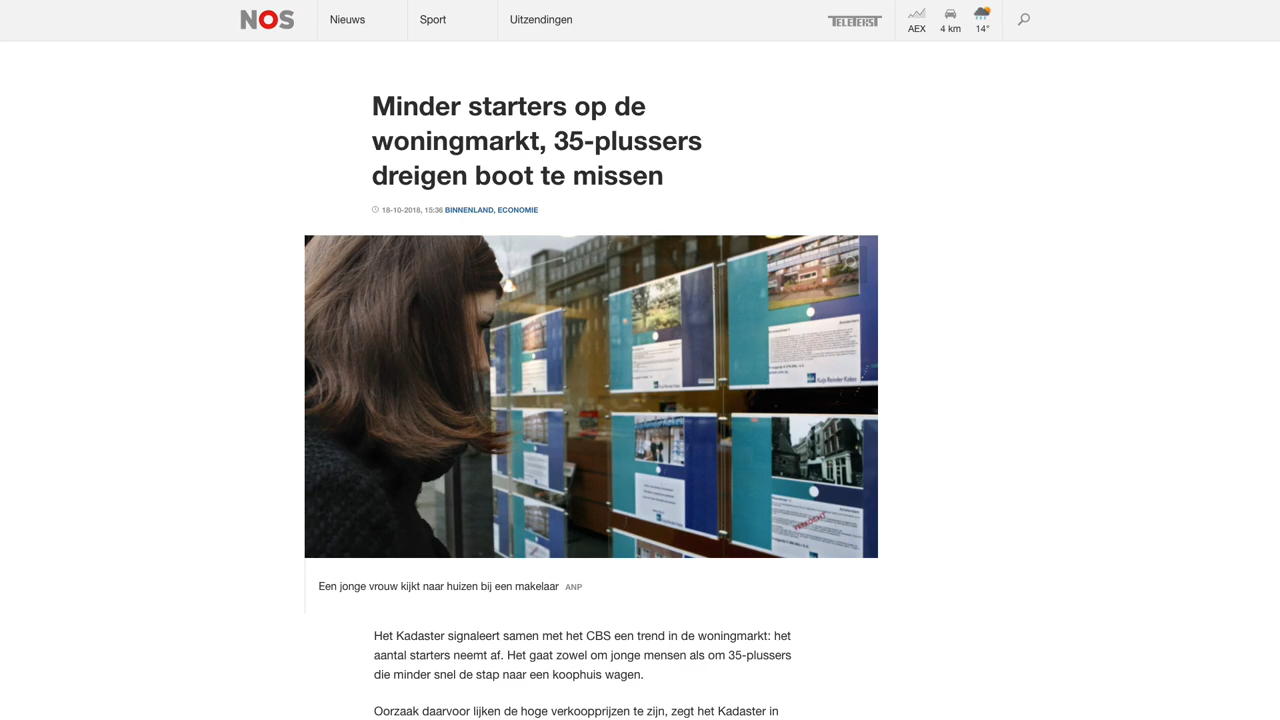 NOS
Nieuws
Sport
Uitzendingen
TELETEKST
AEX
4 km
14°
Minder starters op de
woningmarkt, 35-plussers
dreigen boot te missen
18-10-2018, 15:36 BINNENLAND, ECONOMIE
VERKOCHT
Een jonge vrouw kijkt naar huizen bij een makelaar ANP
Het Kadaster signaleert samen met het CBS een trend in de woningmarkt: het
aantal starters neemt af. Het gaat zowel om jonge mensen als om 35-plussers
die minder snel de stap naar een koophuis wagen.
Oorzaak daarvoor lijken de hoge verkoopprijzen te zijn, zegt het Kadaster in